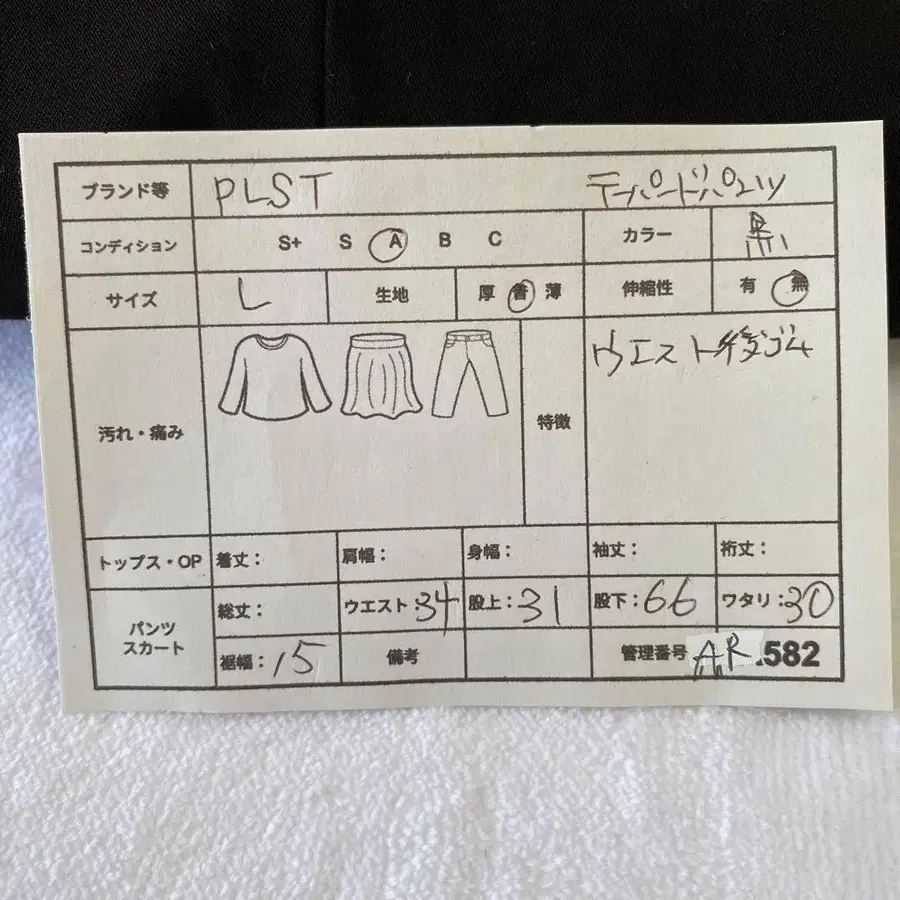 ブランド等 PLST テーパードパンツ
コンディション S+ S A B C カラー 黒
サイズ L 生地 厚 普 薄 伸縮性 有 無
汚れ・痛み 特徴 ウエスト後ゴム
トップス・OP 着丈： 肩幅： 身幅： 袖丈： 裄丈：
パンツ スカート 総丈： ウエスト：34 股上：31 股下：66 ワタリ：30
裾幅：15 備考 管理番号 AR 582